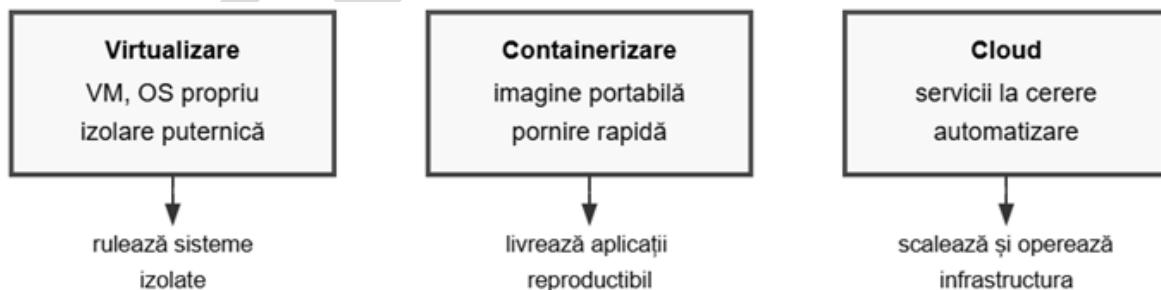 Virtualizare
VM, OS propriu
izolare puternică
rulează sisteme
izolate
Containerizare
imagine portabilă
pornire rapidă
livrează aplicații
reproductibil
Cloud
servicii la cerere
automatizare
scalează și operează
infrastructura